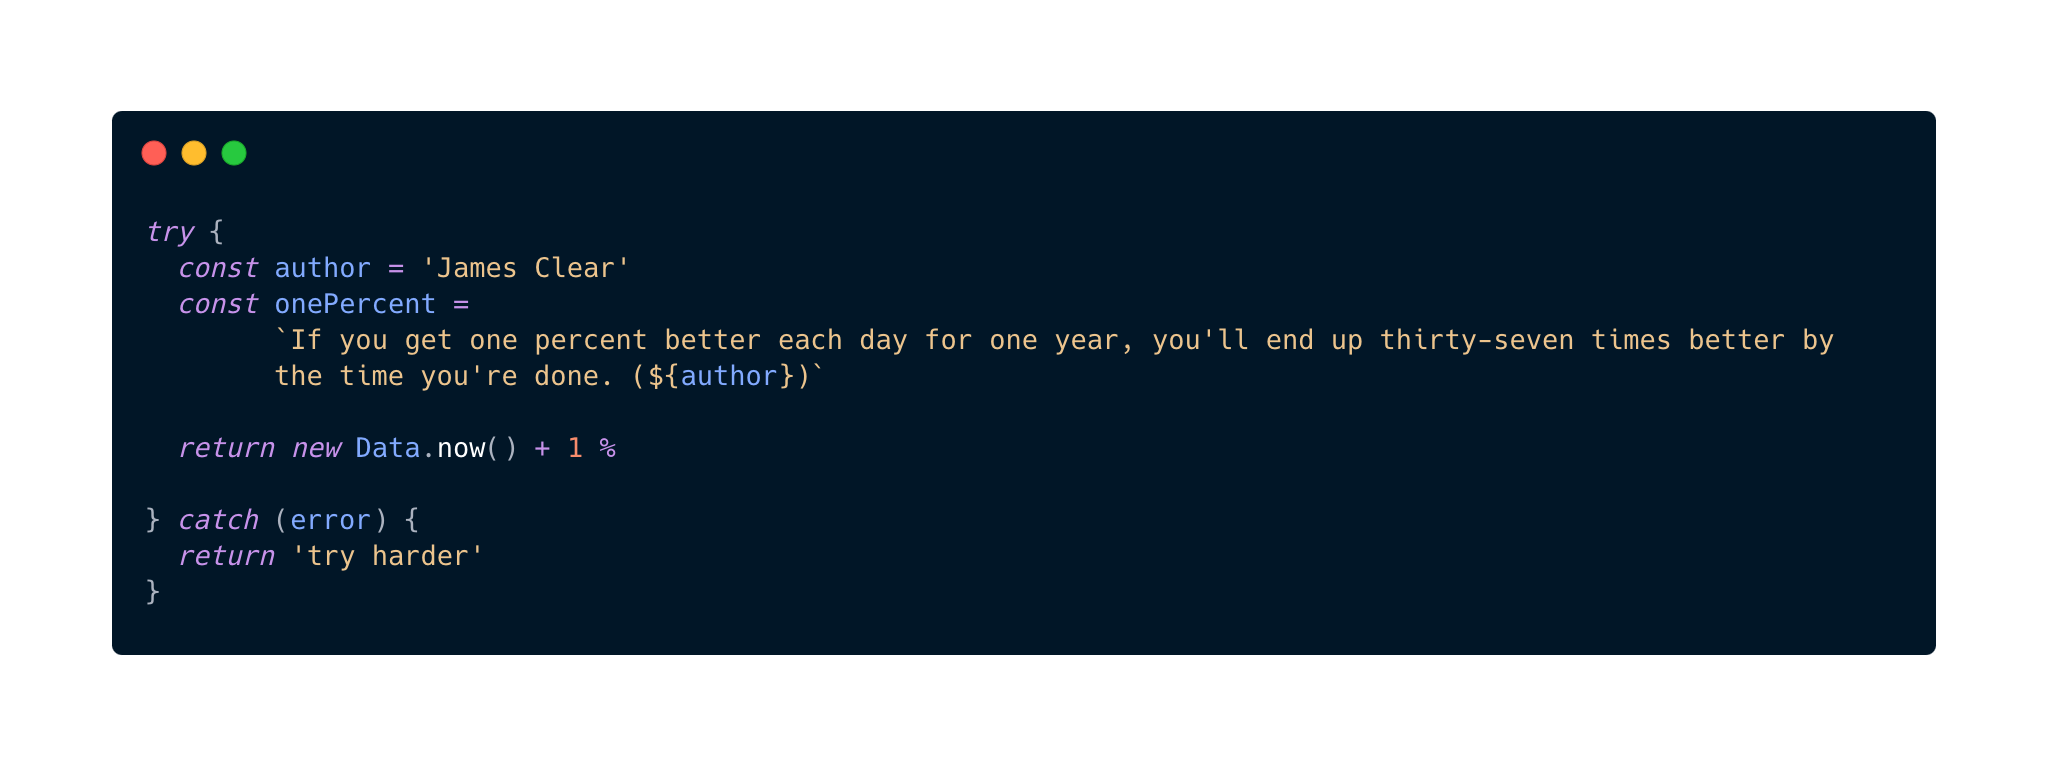 try {
  const author = 'James Clear'
  const onePercent =
        `If you get one percent better each day for one year, you'll end up thirty-seven times better by
        the time you're done. (${author})`
  return new Data.now() + 1 %
} catch (error) {
  return 'try harder'
}